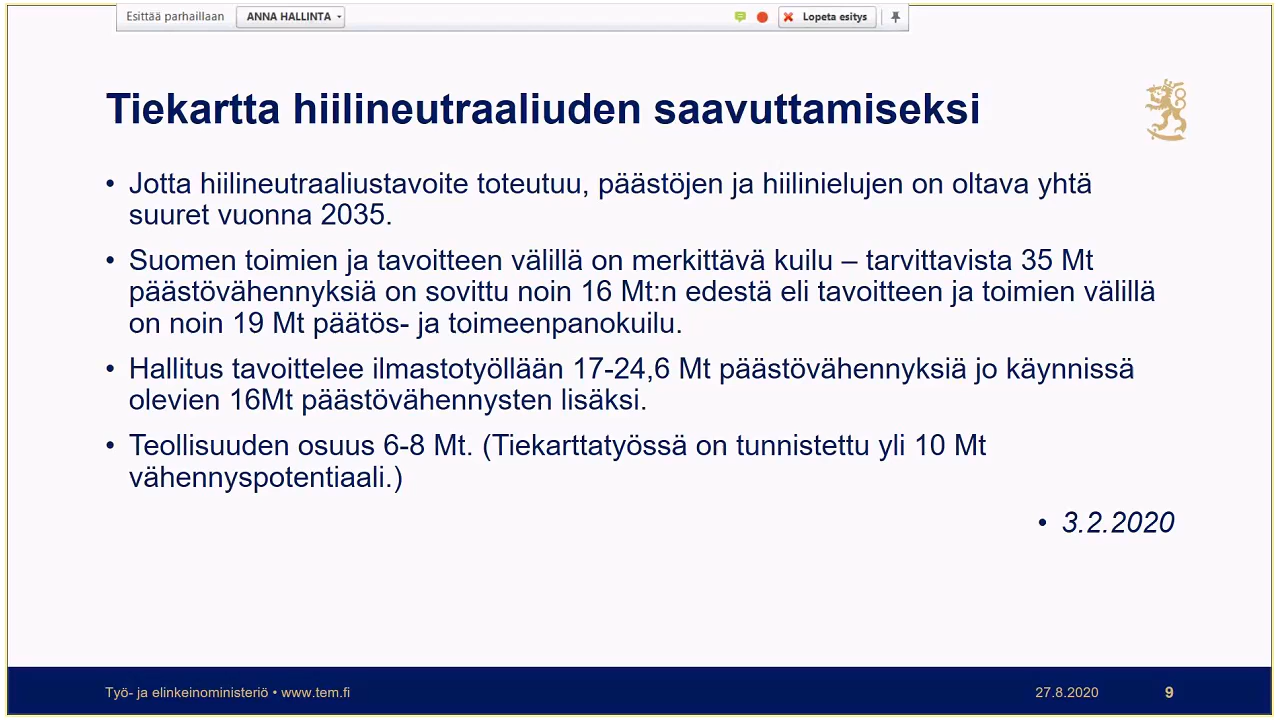 Esittää parhaillaan ANNA HALLINTA Lopeta esitys
Tiekartta hiilineutraaliuden saavuttamiseksi
• Jotta hiilineutraaliustavoite toteutuu, päästöjen ja hiilinielujen on oltava yhtä
suuret vuonna 2035.
• Suomen toimien ja tavoitteen välillä on merkittävä kuilu – tarvittavista 35 Mt
päästövähennyksiä on sovittu noin 16 Mt:n edestä eli tavoitteen ja toimien välillä
on noin 19 Mt päätös- ja toimeenpanokuilu.
• Hallitus tavoittelee ilmastotyöllään 17-24,6 Mt päästövähennyksiä jo käynnissä
olevien 16Mt päästövähennysten lisäksi.
• Teollisuuden osuus 6-8 Mt. (Tiekarttatyössä on tunnistettu yli 10 Mt
vähennyspotentiaali.)
• 3.2.2020
Työ- ja elinkeinoministeriö • www.tem.fi 27.8.2020 9